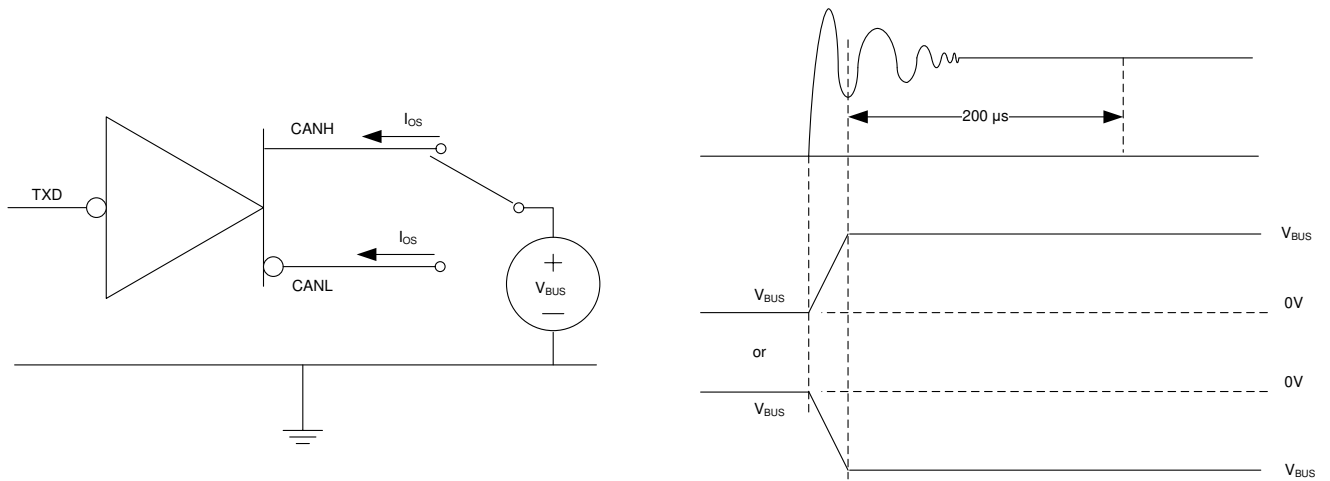 CANH
I_OS
TXD
I_OS
CANL
+
V_BUS
—
200 µs
V_BUS
V_BUS
0V
or
0V
V_BUS
V_BUS